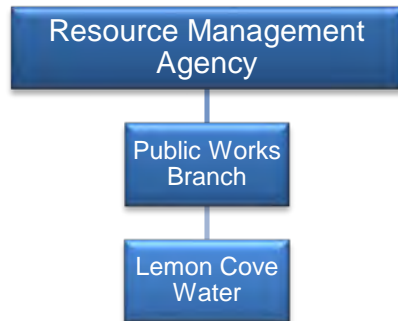 Resource Management
Agency
Public Works
Branch
Lemon Cove
Water